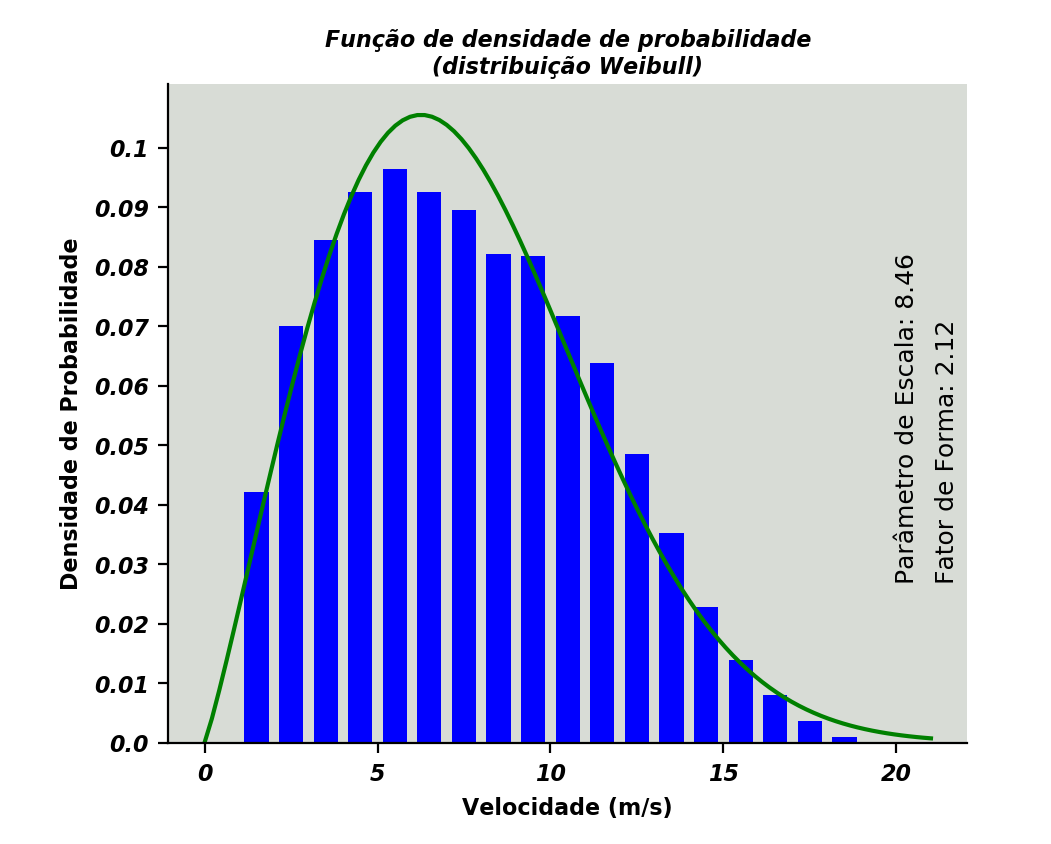 Função de densidade de probabilidade
(distribuição Weibull)
Densidade de Probabilidade
0.1
0.09
0.08
0.07
0.06
0.05
0.04
0.03
0.02
0.01
0.0
0
5
10
15
20
Velocidade (m/s)
Parâmetro de Escala: 8.46
Fator de Forma: 2.12